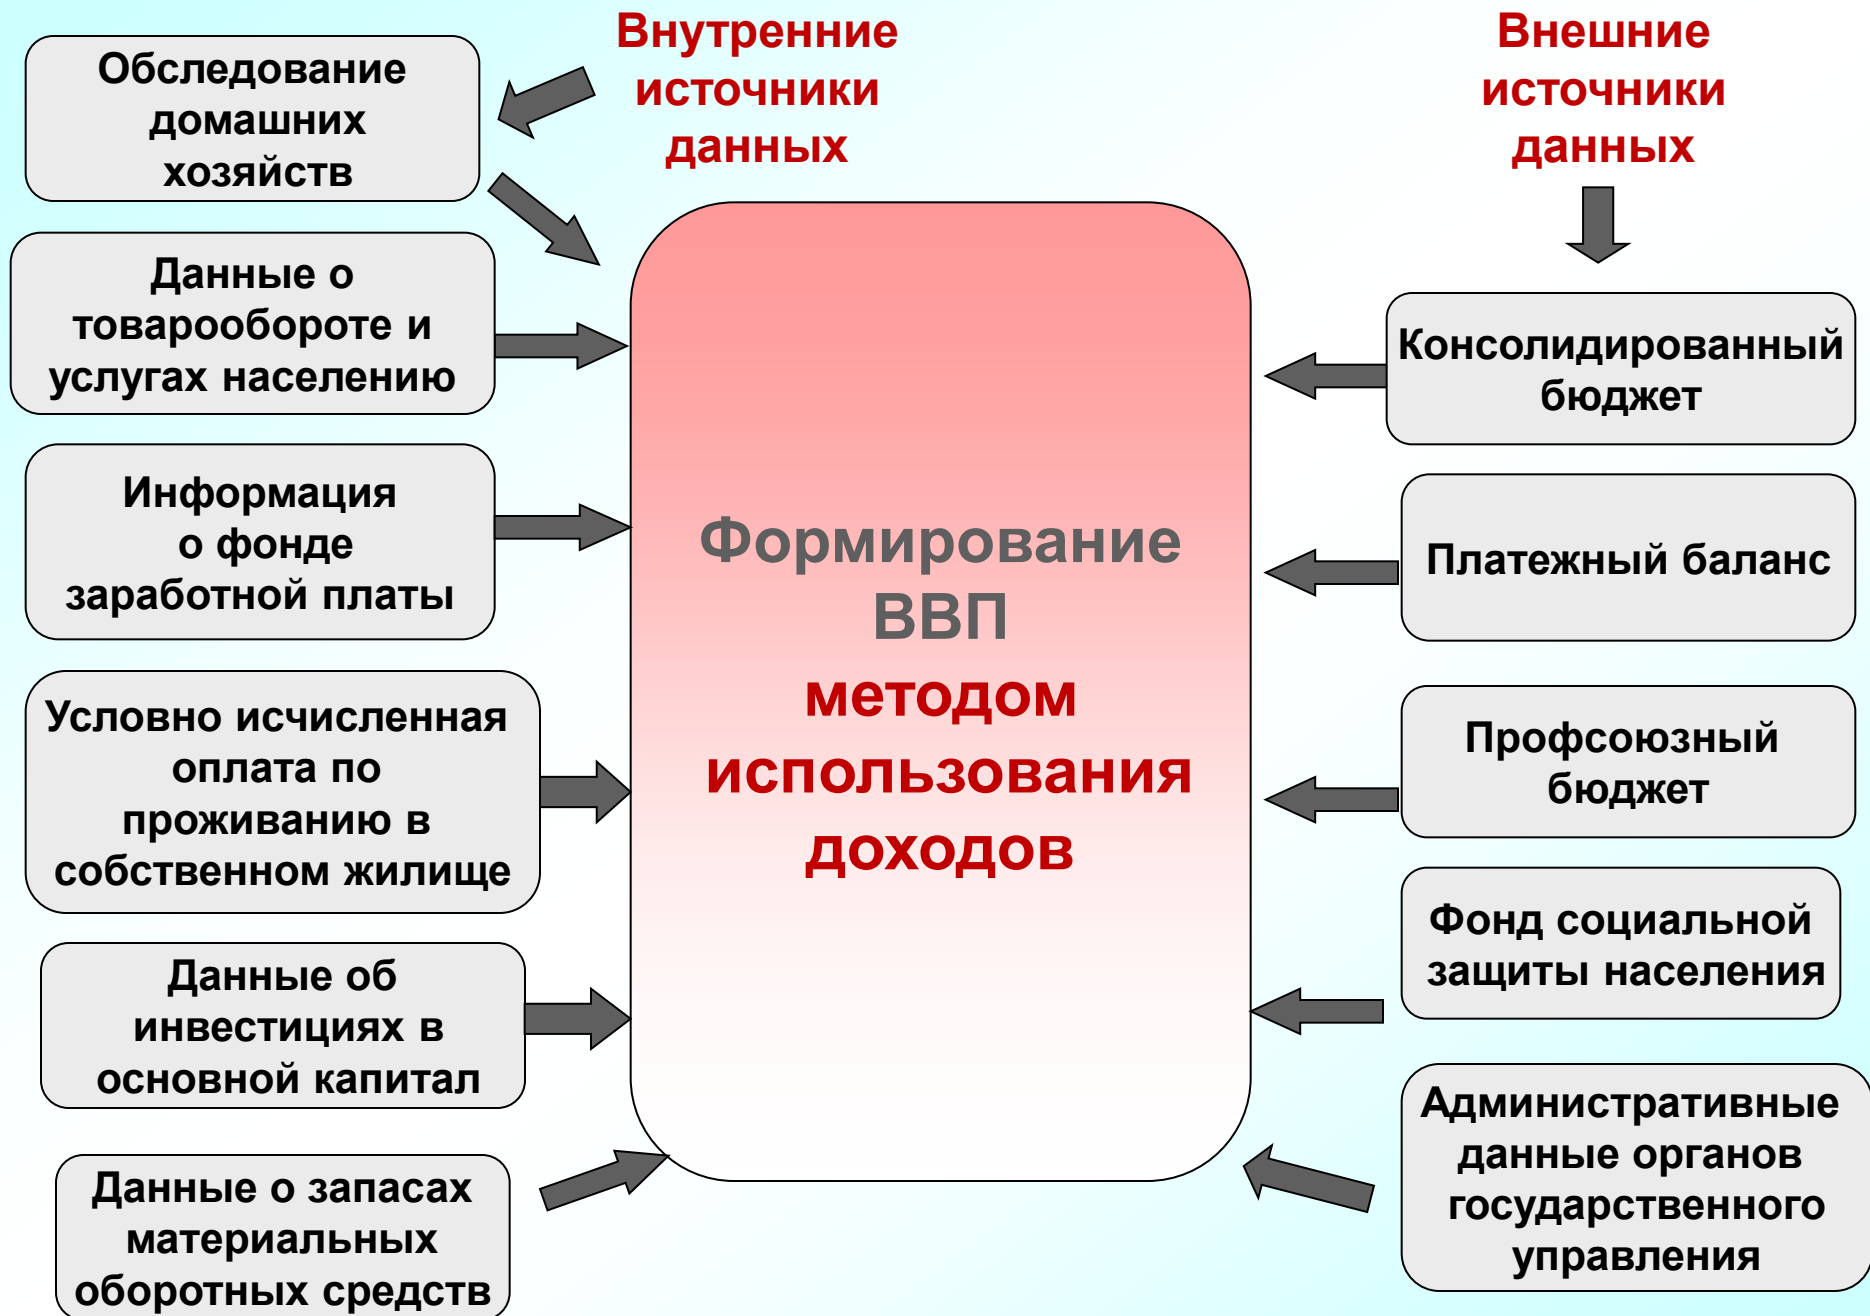 Внутренние
источники
данных
Внешние
источники
данных
Обследование
домашних
хозяйств
Данные о
товарообороте и
услугах населению
Информация
о фонде
заработной платы
Условно исчисленная
оплата по
проживанию в
собственном жилище
Данные об
инвестициях в
основной капитал
Данные о запасах
материальных
оборотных средств
Формирование
ВВП
методом
использования
доходов
Консолидированный
бюджет
Платежный баланс
Профсоюзный
бюджет
Фонд социальной
защиты населения
Административные
данные органов
государственного
управления